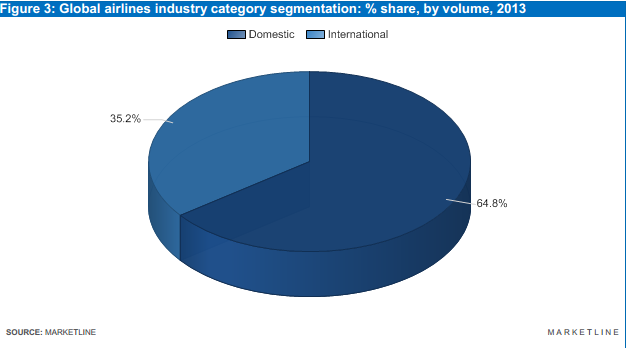 Figure 3: Global airlines industry category segmentation: % share, by volume, 2013
Domestic International
35.2%
64.8%
SOURCE: MARKETLINE
MARKETLINE